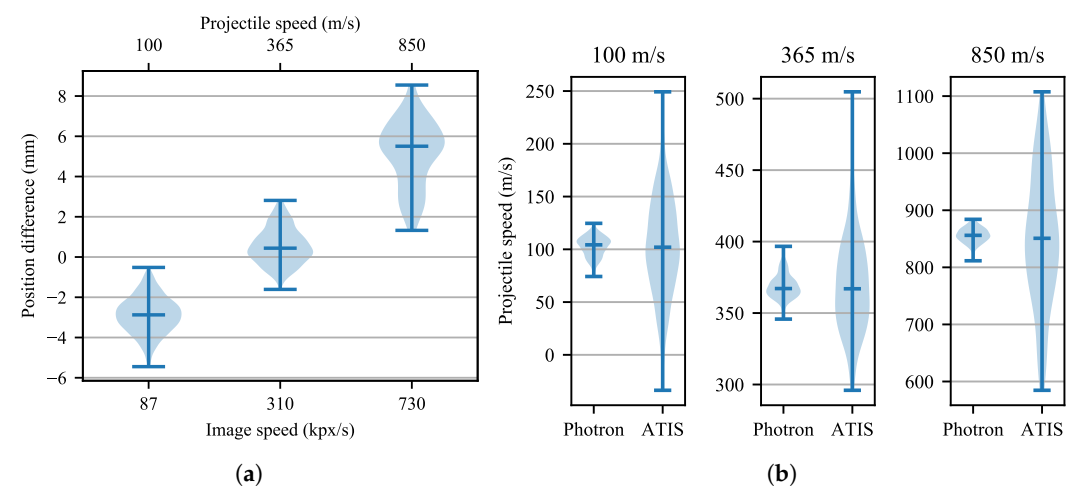 Projectile speed (m/s)
100 365 850
8
6
4
2
0
−2
−4
−6
Position difference (mm)
87 310 730
Image speed (kpx/s)
(a)
100 m/s
250
200
150
100
50
0
Projectile speed (m/s)
Photron ATIS
365 m/s
500
450
400
350
300
Photron ATIS
850 m/s
1100
1000
900
800
700
600
Photron ATIS
(b)